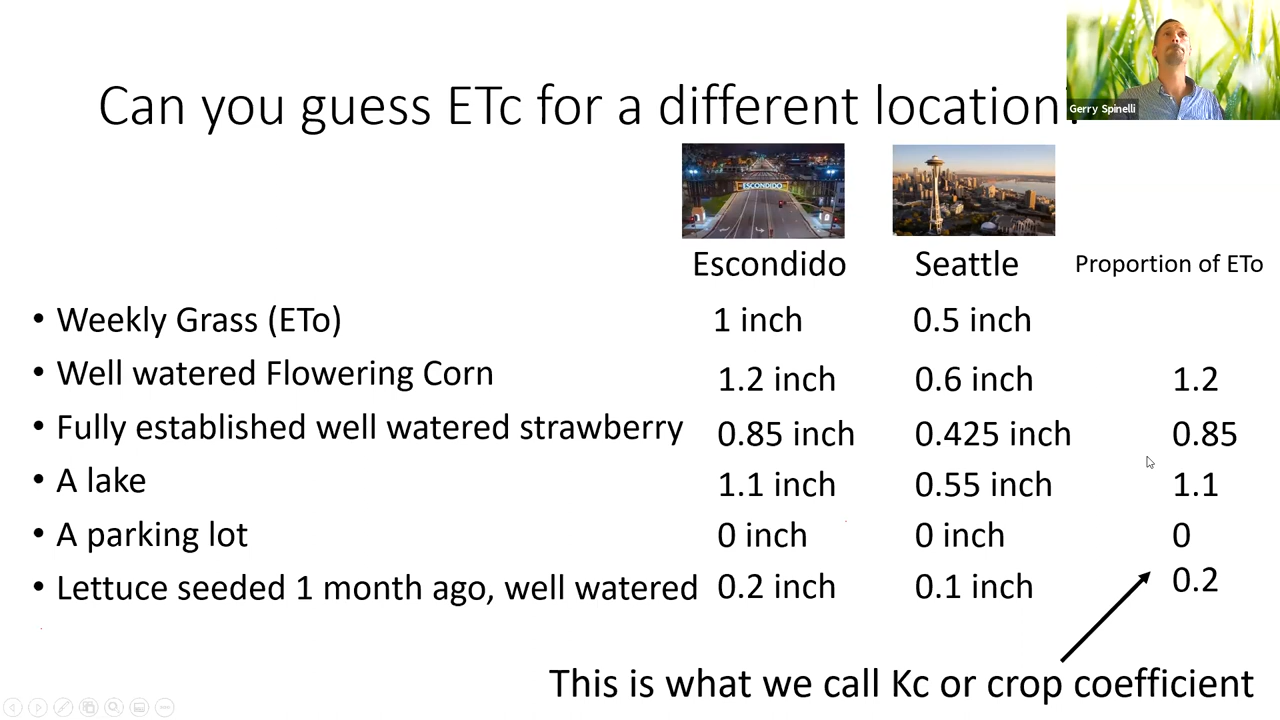 Gerry Spinelli
Can you guess ETc for a different location?
ESCONDIDO
Escondido Seattle Proportion of ETo
• Weekly Grass (ETo) 1 inch 0.5 inch
• Well watered Flowering Corn 1.2 inch 0.6 inch 1.2
• Fully established well watered strawberry 0.85 inch 0.425 inch 0.85
• A lake 1.1 inch 0.55 inch 1.1
• A parking lot 0 inch 0 inch 0
• Lettuce seeded 1 month ago, well watered 0.2 inch 0.1 inch 0.2
This is what we call Kc or crop coefficient